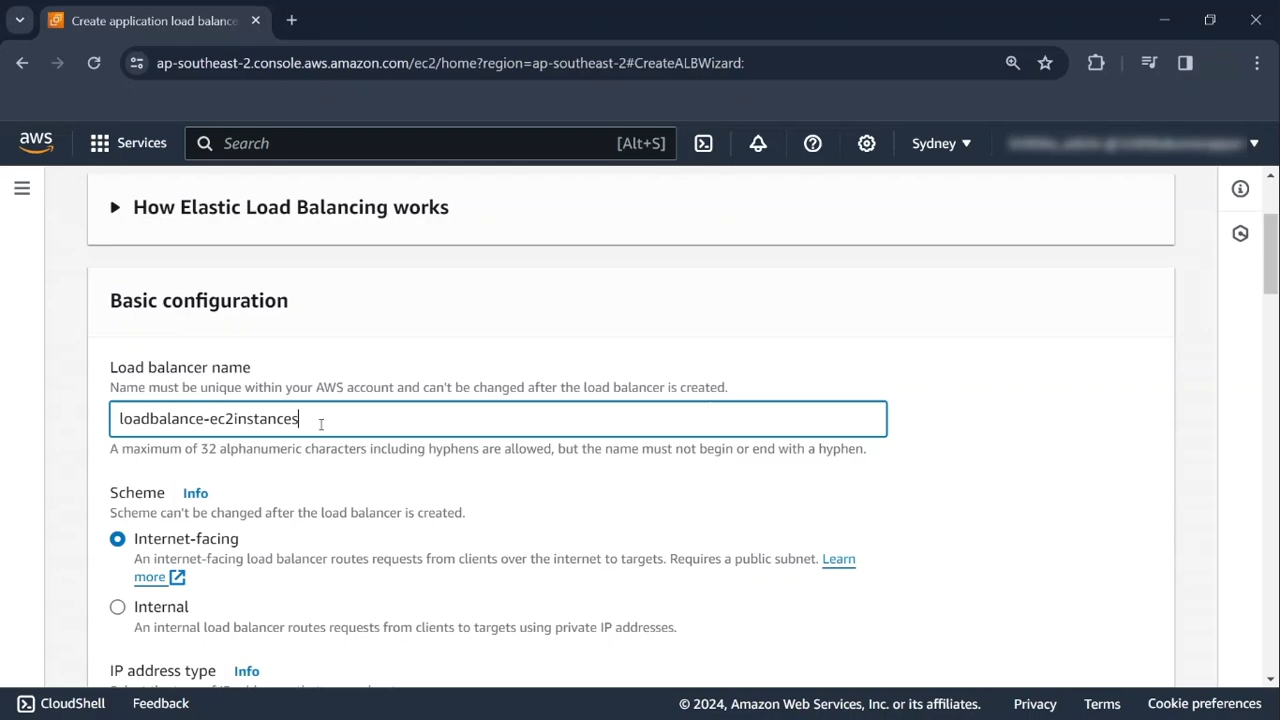 Create application load balance
ap-southeast-2.console.aws.amazon.com/ec2/home?region=ap-southeast-2#CreateALBWizard:
aws
Services
Search
[Alt+S]
Sydney
How Elastic Load Balancing works
Basic configuration
Load balancer name
Name must be unique within your AWS account and can't be changed after the load balancer is created.
loadbalance-ec2instances
A maximum of 32 alphanumeric characters including hyphens are allowed, but the name must not begin or end with a hyphen.
Scheme Info
Scheme can't be changed after the load balancer is created.
Internet-facing
An internet-facing load balancer routes requests from clients over the internet to targets. Requires a public subnet. Learn
more
Internal
An internal load balancer routes requests from clients to targets using private IP addresses.
IP address type Info
CloudShell
Feedback
© 2024, Amazon Web Services, Inc. or its affiliates.
Privacy
Terms
Cookie preferences